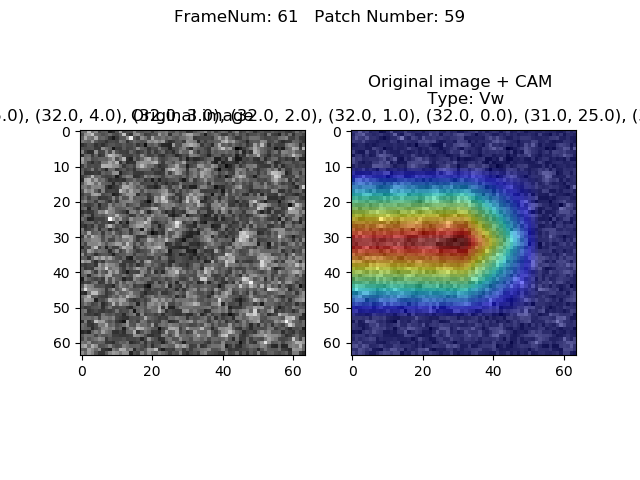 FrameNum: 61   Patch Number: 59
Original image + CAM
Type: Vw
.0), (32.0, 4.0), (32.0, 3.0), (32.0, 2.0), (32.0, 1.0), (32.0, 0.0), (31.0, 25.0), (
Original image
0
10
20
30
40
50
60
0 20 40 60
0
10
20
30
40
50
60
0 20 40 60